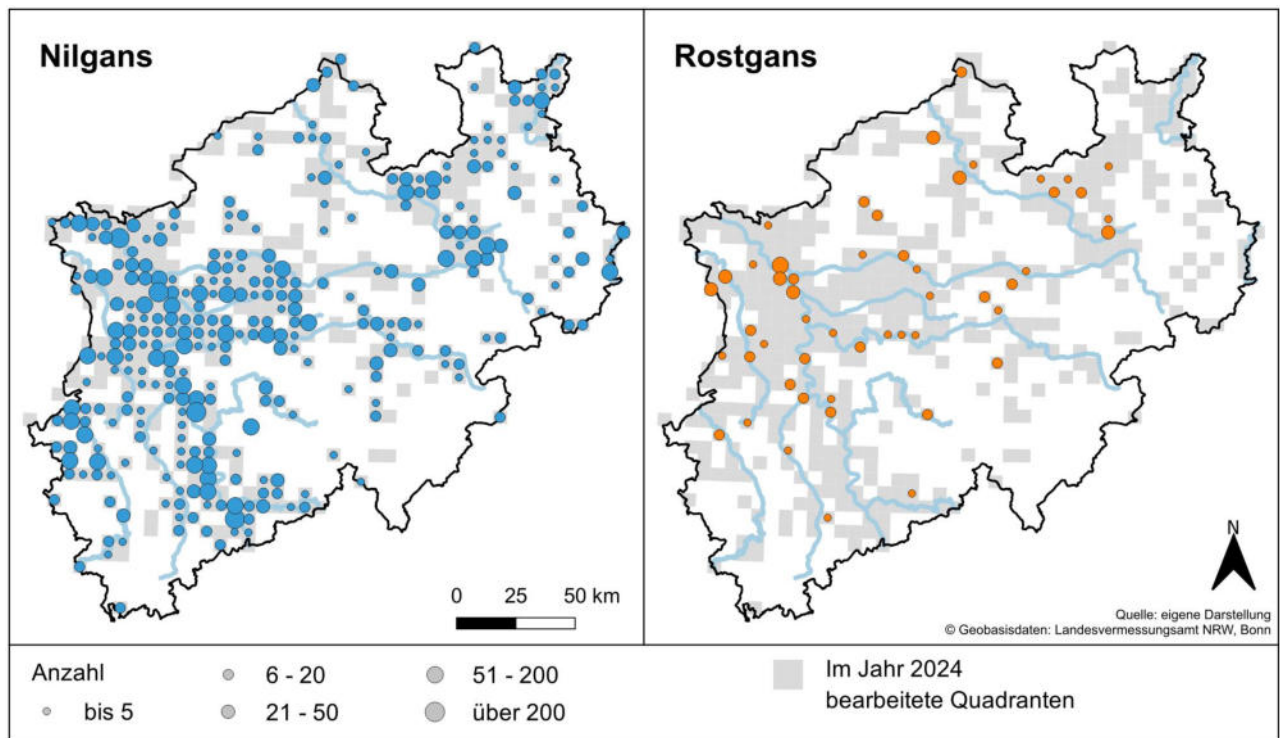 Nilgans
Rostgans
N
0 25 50 km
Quelle: eigene Darstellung
© Geobasisdaten: Landesvermessungsamt NRW, Bonn
Anzahl
bis 5
6 - 20
21 - 50
51 - 200
über 200
Im Jahr 2024
bearbeitete Quadranten